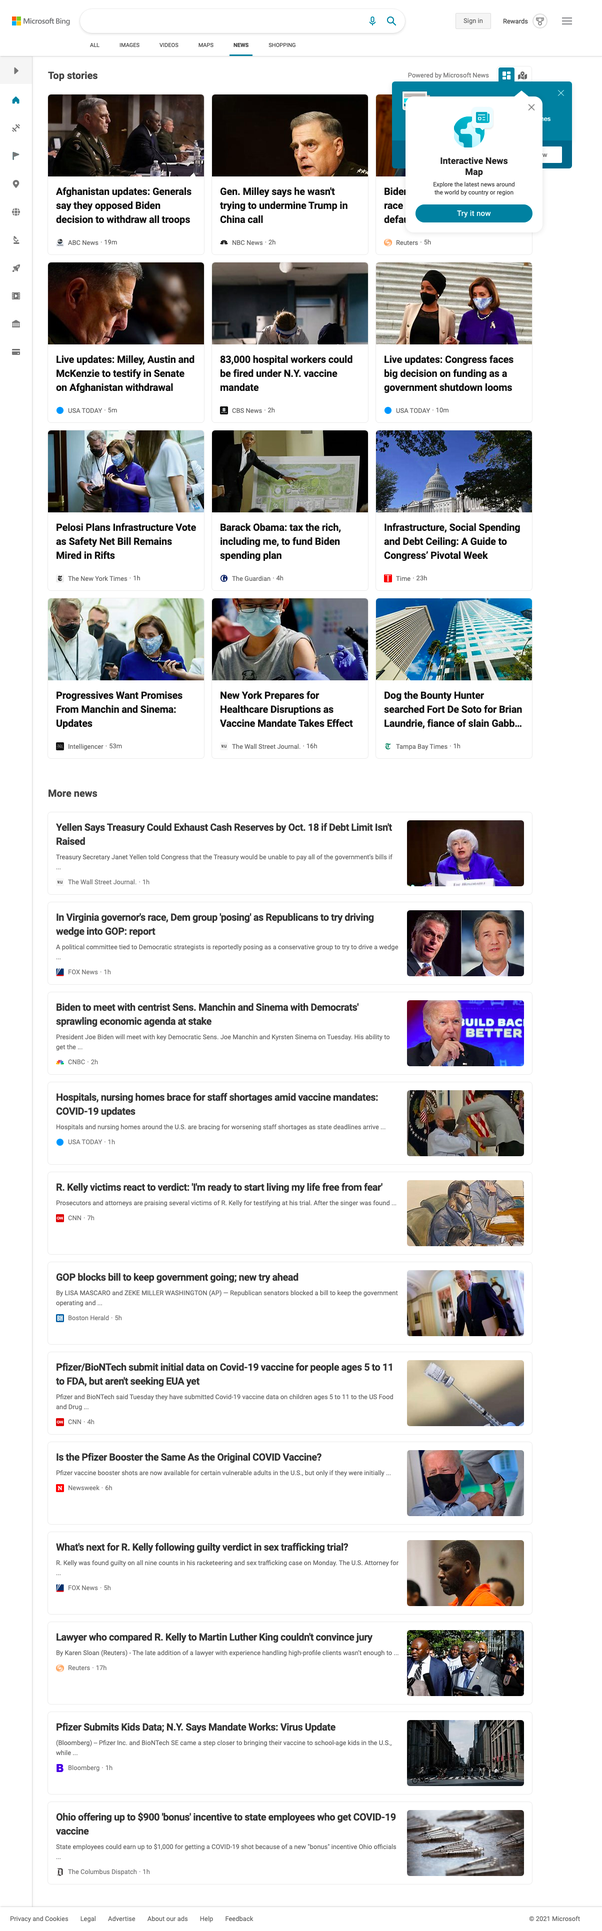 Microsoft Bing
Sign in
Rewards
ALL IMAGES VIDEOS MAPS NEWS SHOPPING
Top stories
Powered by Microsoft News
Interactive News
Map
Explore the latest news around
the world by country or region
Try it now
Afghanistan updates: Generals
say they opposed Biden
decision to withdraw all troops
ABC News · 19m
Gen. Milley says he wasn't
trying to undermine Trump in
China call
NBC News · 2h
Biden
race
defau
Reuters · 5h
Live updates: Milley, Austin and
McKenzie to testify in Senate
on Afghanistan withdrawal
USA TODAY · 5m
83,000 hospital workers could
be fired under N.Y. vaccine
mandate
CBS News · 2h
Live updates: Congress faces
big decision on funding as a
government shutdown looms
USA TODAY · 10m
Pelosi Plans Infrastructure Vote
as Safety Net Bill Remains
Mired in Rifts
The New York Times · 1h
Barack Obama: tax the rich,
including me, to fund Biden
spending plan
The Guardian · 4h
Infrastructure, Social Spending
and Debt Ceiling: A Guide to
Congress' Pivotal Week
Time · 23h
Progressives Want Promises
From Manchin and Sinema:
Updates
Intelligencer · 53m
New York Prepares for
Healthcare Disruptions as
Vaccine Mandate Takes Effect
The Wall Street Journal. · 16h
Dog the Bounty Hunter
searched Fort De Soto for Brian
Laundrie, fiance of slain Gabb...
Tampa Bay Times · 1h
More news
Yellen Says Treasury Could Exhaust Cash Reserves by Oct. 18 if Debt Limit Isn't
Raised
Treasury Secretary Janet Yellen told Congress that the Treasury would be unable to pay all of the government's bills if
...
The Wall Street Journal. · 1h
In Virginia governor's race, Dem group 'posing' as Republicans to try driving
wedge into GOP: report
A political committee tied to Democratic strategists is reportedly posing as a conservative group to try to drive a wedge
...
FOX News · 1h
Biden to meet with centrist Sens. Manchin and Sinema with Democrats'
sprawling economic agenda at stake
President Joe Biden will meet with key Democratic Sens. Joe Manchin and Kyrsten Sinema on Tuesday. His ability to
get the ...
CNBC · 2h
BUILD BACK
BETTER
Hospitals, nursing homes brace for staff shortages amid vaccine mandates:
COVID-19 updates
Hospitals and nursing homes around the U.S. are bracing for worsening staff shortages as state deadlines arrive ...
USA TODAY · 1h
R. Kelly victims react to verdict: 'I'm ready to start living my life free from fear'
Prosecutors and attorneys are praising several victims of R. Kelly for testifying at his trial. After the singer was found ...
CNN · 7h
GOP blocks bill to keep government going; new try ahead
By LISA MASCARO and ZEKE MILLER WASHINGTON (AP) — Republican senators blocked a bill to keep the government
operating and ...
Boston Herald · 5h
Pfizer/BioNTech submit initial data on Covid-19 vaccine for people ages 5 to 11
to FDA, but aren't seeking EUA yet
Pfizer and BioNTech said Tuesday they have submitted Covid-19 vaccine data on children ages 5 to 11 to the US Food
and Drug ...
CNN · 4h
Is the Pfizer Booster the Same As the Original COVID Vaccine?
Pfizer vaccine booster shots are now available for certain vulnerable adults in the U.S., but only if they were initially ...
Newsweek · 6h
What's next for R. Kelly following guilty verdict in sex trafficking trial?
R. Kelly was found guilty on all nine counts in his racketeering and sex trafficking case on Monday. The U.S. Attorney for
...
FOX News · 5h
Lawyer who compared R. Kelly to Martin Luther King couldn't convince jury
By Karen Sloan (Reuters) - The late addition of a lawyer with experience handling high-profile clients wasn't enough to ...
Reuters · 17h
Pfizer Submits Kids Data; N.Y. Says Mandate Works: Virus Update
(Bloomberg) -- Pfizer Inc. and BioNTech SE came a step closer to bringing their vaccine to school-age kids in the U.S.,
while ...
Bloomberg · 1h
Ohio offering up to $900 'bonus' incentive to state employees who get COVID-19
vaccine
State employees could earn up to $1,000 for getting a COVID-19 shot because of a new "bonus" incentive Ohio officials
...
The Columbus Dispatch · 1h
Privacy and Cookies Legal Advertise About our ads Help Feedback © 2021 Microsoft